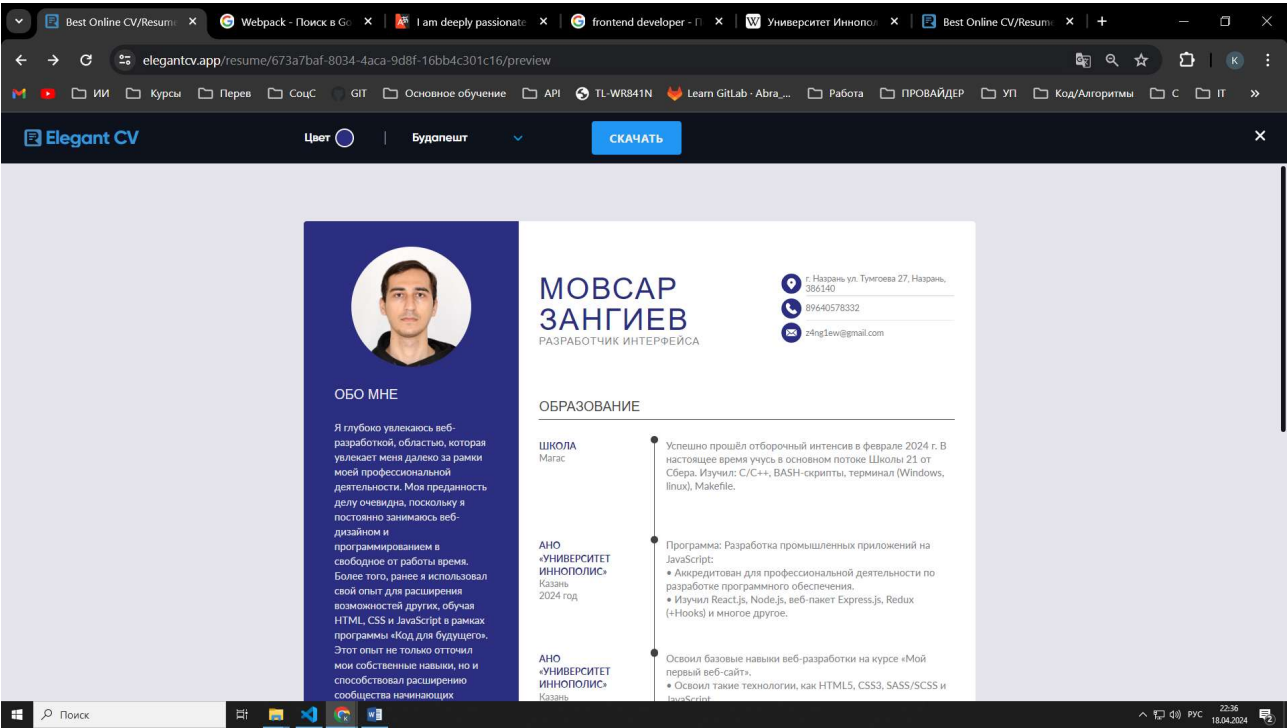 Best Online CV/Resum
Webpack - Поиск в Go
I am deeply passionate
frontend developer - П
Университет Иннопол
Best Online CV/Resum
elegantcv.app/resume/673a7baf-8034-4aca-9d8f-16bb4c301c16/preview
K
ИИ
Курсы
Перев
СоцС
GIT
Основное обучение
API
TL-WR841N
Learn GitLab · Abra_...
Работа
ПРОВАЙДЕР
УП
Код/Алгоритмы
С
IT
»
Elegant CV
Цвет
Будапешт
СКАЧАТЬ
МОВСАР
ЗАНГИЕВ
РАЗРАБОТЧИК ИНТЕРФЕЙСА
г. Назрань ул. Тумгоева 27, Назрань,
386140
89640578332
z4ng1ew@gmail.com
ОБО МНЕ
Я глубоко увлекаюсь веб-
разработкой, областью, которая
увлекает меня далеко за рамки
моей профессиональной
деятельности. Моя преданность
делу очевидна, поскольку я
постоянно занимаюсь веб-
дизайном и
программированием в
свободное от работы время.
Более того, ранее я использовал
свой опыт для расширения
возможностей других, обучая
HTML, CSS и JavaScript в рамках
программы «Код для будущего».
Этот опыт не только отточил
мои собственные навыки, но и
способствовал расширению
сообщества начинающих
ОБРАЗОВАНИЕ
ШКОЛА
Магас
Успешно прошёл отборочный интенсив в феврале 2024 г. В
настоящее время учусь в основном потоке Школы 21 от
Сбера. Изучил: C/C++, BASH-скрипты, терминал (Windows,
linux), Makefile.
АНО
«УНИВЕРСИТЕТ
ИННОПОЛИС»
Казань
2024 год
Программа: Разработка промышленных приложений на
JavaScript:
• Аккредитован для профессиональной деятельности по
разработке программного обеспечения.
• Изучил React.js, Node.js, веб-пакет Express.js, Redux
(+Hooks) и многое другое.
АНО
«УНИВЕРСИТЕТ
ИННОПОЛИС»
Казань
Освоил базовые навыки веб-разработки на курсе «Мой
первый веб-сайт».
• Освоил такие технологии, как HTML5, CSS3, SASS/SCSS и
JavaScript
Поиск
РУС
22:36
18.04.2024